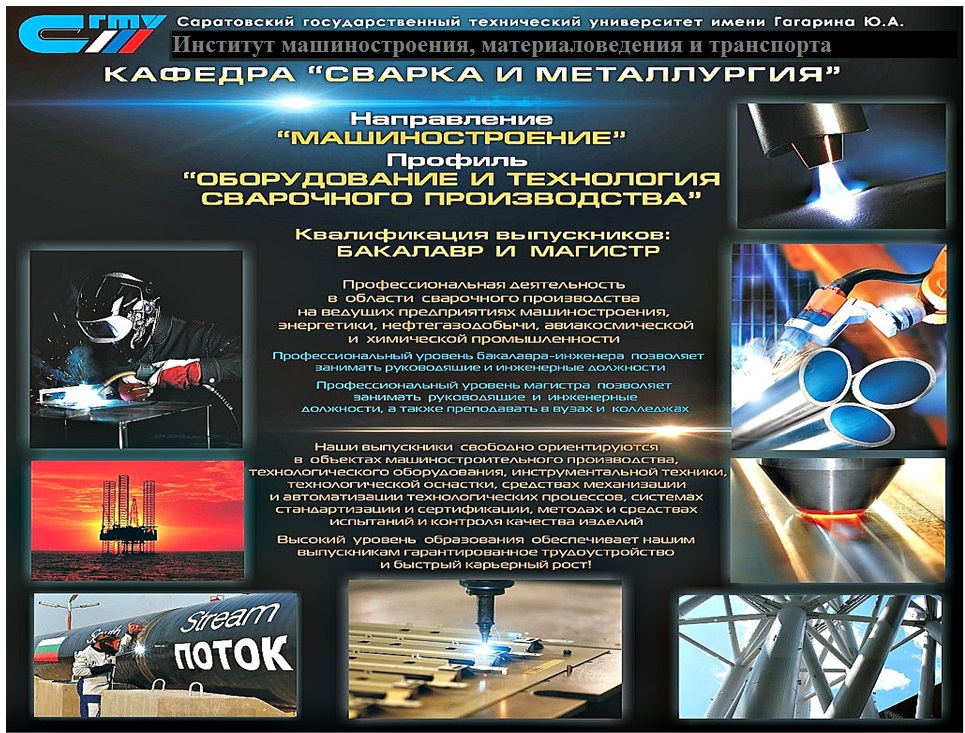 СГТУ
Саратовский государственный технический университет имени Гагарина Ю.А.
Институт машиностроения, материаловедения и транспорта
КАФЕДРА “СВАРКА И МЕТАЛЛУРГИЯ”
Направление
“МАШИНОСТРОЕНИЕ”
Профиль
“ОБОРУДОВАНИЕ И ТЕХНОЛОГИЯ
СВАРОЧНОГО ПРОИЗВОДСТВА”
Квалификация выпускников:
БАКАЛАВР И МАГИСТР
Профессиональная деятельность
в области сварочного производства
на ведущих предприятиях машиностроения,
энергетики, нефтегазодобычи, авиакосмической
и химической промышленности
Профессиональный уровень бакалавра-инженера позволяет
занимать руководящие и инженерные должности
Профессиональный уровень магистра позволяет
занимать руководящие и инженерные
должности, а также преподавать в вузах и колледжах
Наши выпускники свободно ориентируются
в объектах машиностроительного производства,
технологического оборудования, инструментальной техники,
технологической оснастки, средствах механизации
и автоматизации технологических процессов, системах
стандартизации и сертификации, методах и средствах
испытаний и контроля качества изделий
Высокий уровень образования обеспечивает нашим
выпускникам гарантированное трудоустройство
и быстрый карьерный рост!
South Stream
ПОТОК